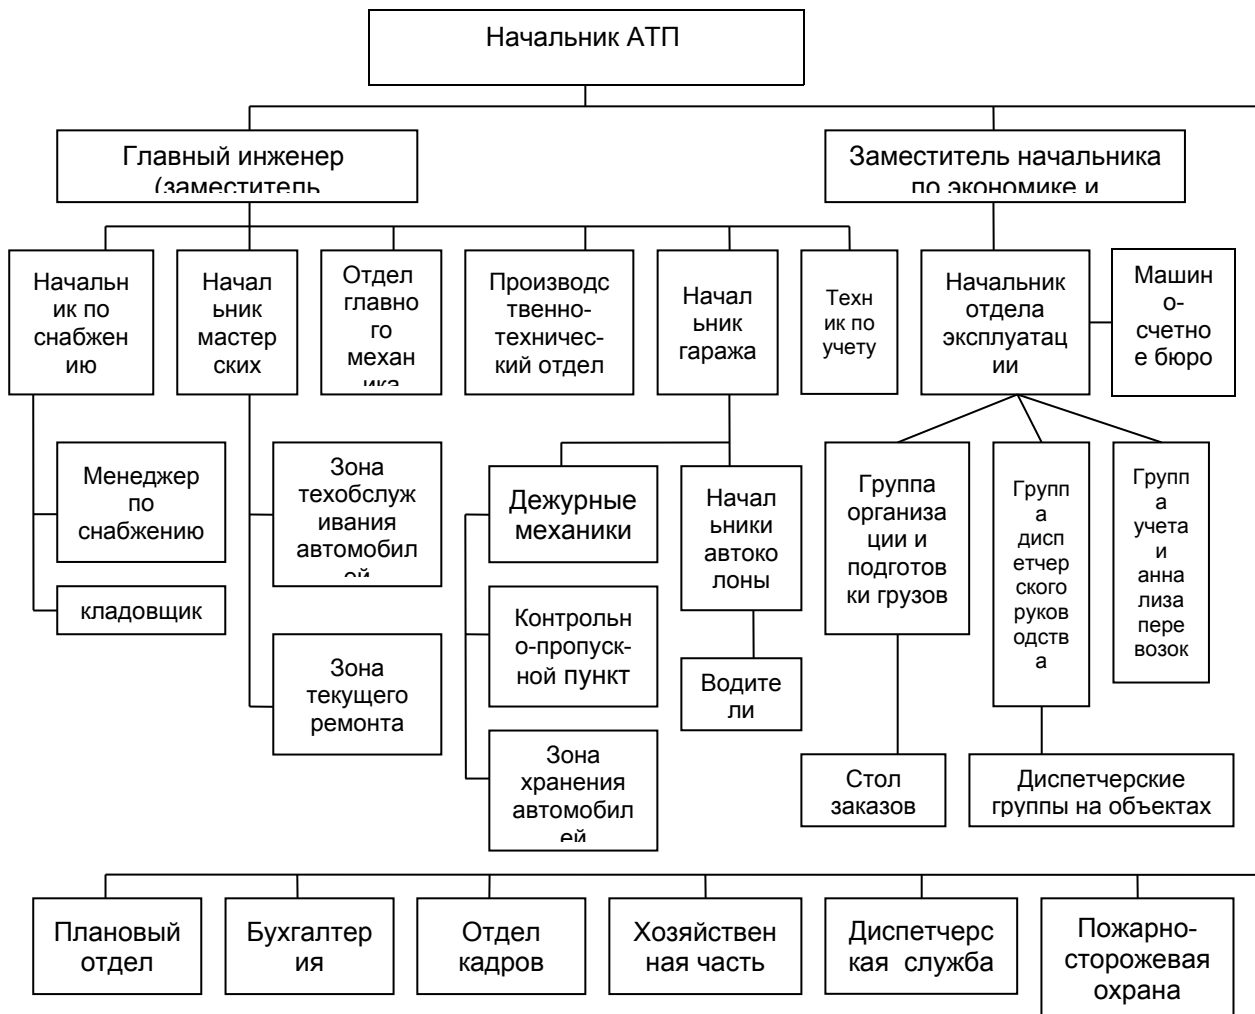 Начальник АТП
Главный инженер
(заместитель
Заместитель начальника
по экономике и
Начальн
ик по
снабжен
ию
Начал
ьник
мастер
ских
Отдел
главно
го
механ
ика
Производс
твенно-
техничес-
кий отдел
Начал
ьник
гаража
Техн
ик по
учету
Начальник
отдела
эксплуатац
ии
Машин
о-
счетно
е бюро
Менеджер
по
снабжению
кладовщик
Зона
техобслуж
ивания
автомобил
ей
Зона
текущего
ремонта
Дежурные
механики
Контрольн
о-пропуск-
ной пункт
Зона
хранения
автомобил
ей
Начал
ьники
автоко
лоны
Водите
ли
Группа
организа
ции и
подготов
ки грузов
Групп
а
дисп
етчер
ского
руков
одств
а
Групп
а
учета
и
анна
лиза
пере
возок
Стол
заказов
Диспетчерские
группы на объектах
Плановый
отдел
Бухгалтер
ия
Отдел
кадров
Хозяйствен
ная часть
Диспетчерс
кая служба
Пожарно-
сторожевая
охрана